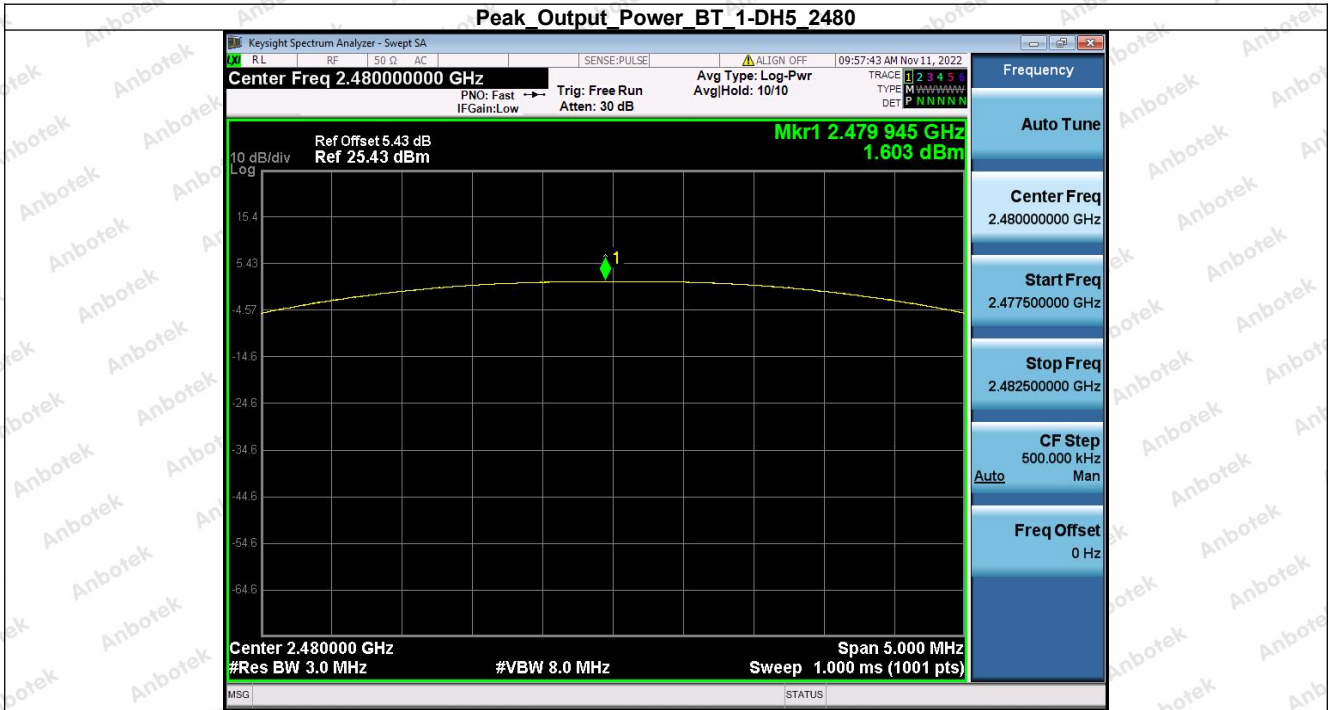 Peak_Output_Power_BT_1-DH5_2480
Keysight Spectrum Analyzer - Swept SA
LXI RL RF 50 Ω AC SENSE:PULSE ALIGN OFF 09:57:43 AM Nov 11, 2022
Center Freq 2.480000000 GHz
PNO: Fast
IFGain:Low
Trig: Free Run
Atten: 30 dB
Avg Type: Log-Pwr
Avg|Hold: 10/10
TRACE 1 2 3 4 5 6
TYPE M WWWWW
DET P N N N N N
Mkr1 2.479 945 GHz
1.603 dBm
Ref Offset 5.43 dB
10 dB/div Ref 25.43 dBm
Log
15.4
5.43
-4.57
-14.6
-24.6
-34.6
-44.6
-54.6
-64.6
1
Center 2.480000 GHz Span 5.000 MHz
#Res BW 3.0 MHz #VBW 8.0 MHz Sweep 1.000 ms (1001 pts)
MSG STATUS
Frequency
Auto Tune
Center Freq
2.480000000 GHz
Start Freq
2.477500000 GHz
Stop Freq
2.482500000 GHz
CF Step
500.000 kHz
Auto Man
Freq Offset
0 Hz
Anbotek